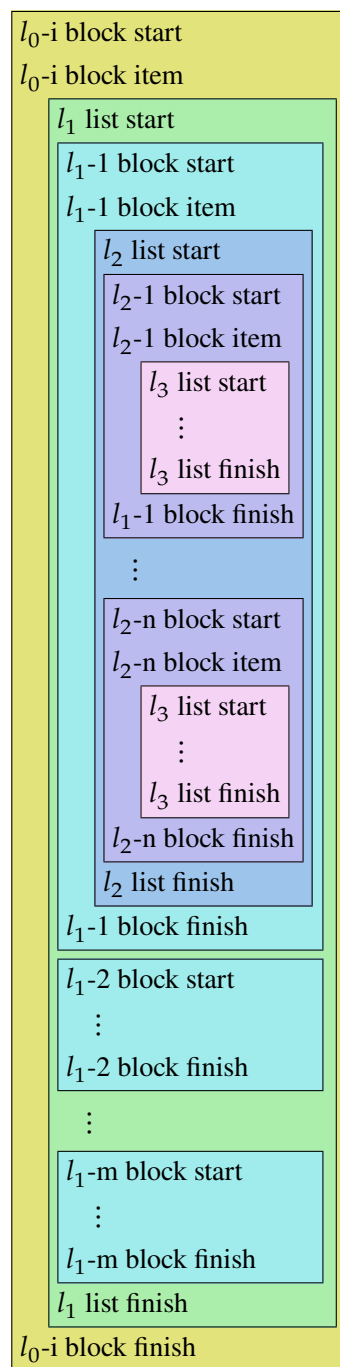 l₀-i block start
l₀-i block item
l₁ list start
l₁-1 block start
l₁-1 block item
l₂ list start
l₂-1 block start
l₂-1 block item
l₃ list start
⋮
l₃ list finish
l₁-1 block finish
⋮
l₂-n block start
l₂-n block item
l₃ list start
⋮
l₃ list finish
l₂-n block finish
l₂ list finish
l₁-1 block finish
l₁-2 block start
⋮
l₁-2 block finish
⋮
l₁-m block start
⋮
l₁-m block finish
l₁ list finish
l₀-i block finish